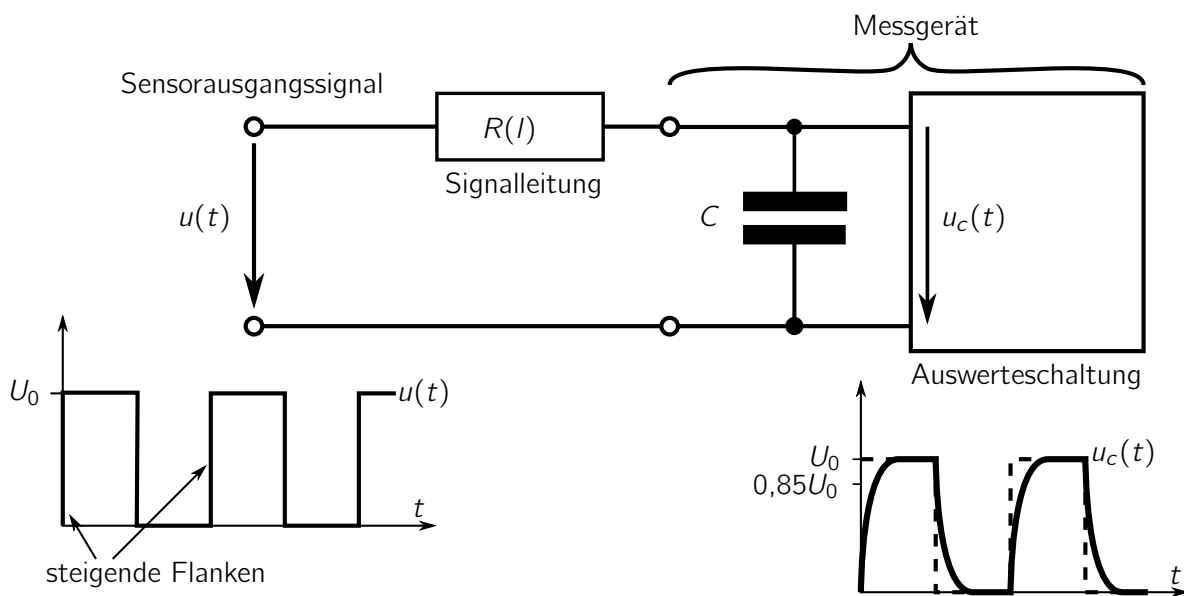 Messgerät
Sensorausgangssignal
R(l)
Signalleitung
u(t)
C
u_c(t)
Auswerteschaltung
U_0
u(t)
t
steigende Flanken
U_0
u_c(t)
0,85U_0
t